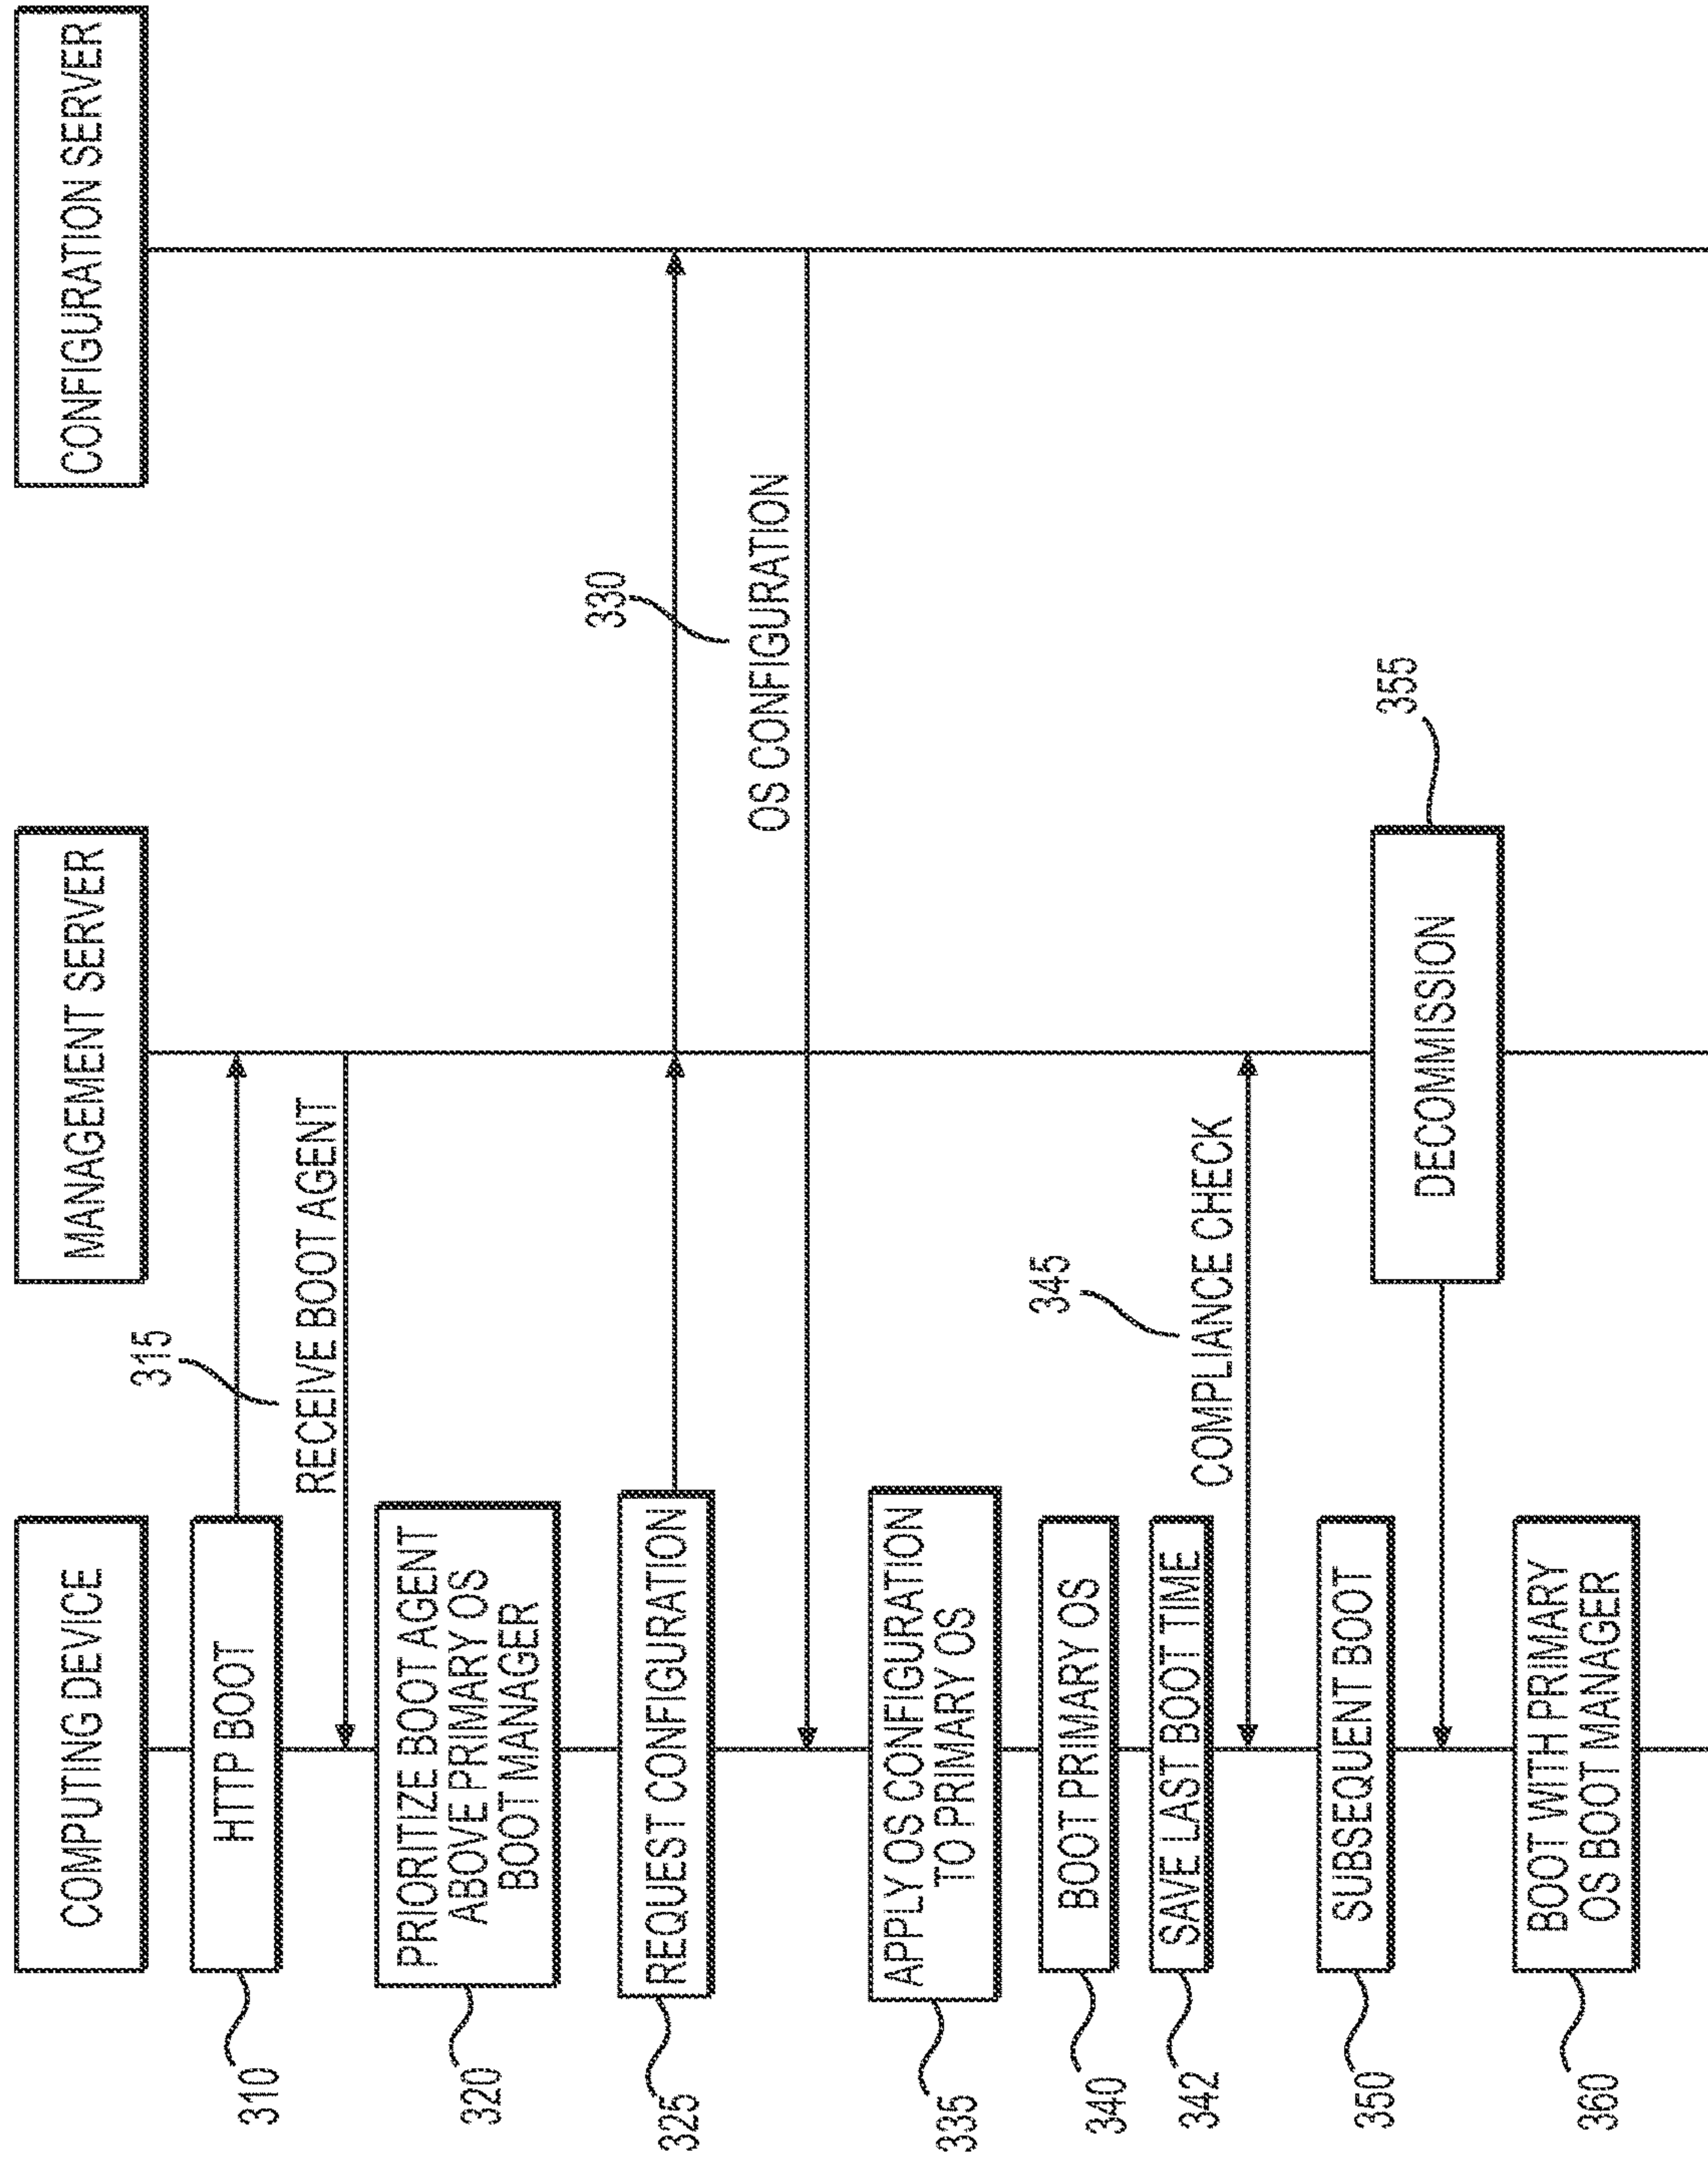 COMPUTING DEVICE
MANAGEMENT SERVER
CONFIGURATION SERVER
310
HTTP BOOT
315
RECEIVE BOOT AGENT
320
PRIORITIZE BOOT AGENT
ABOVE PRIMARY OS
BOOT MANAGER
325
REQUEST CONFIGURATION
330
OS CONFIGURATION
335
APPLY OS CONFIGURATION
TO PRIMARY OS
340
BOOT PRIMARY OS
342
SAVE LAST BOOT TIME
345
COMPLIANCE CHECK
350
SUBSEQUENT BOOT
355
DECOMMISSION
360
BOOT WITH PRIMARY
OS BOOT MANAGER